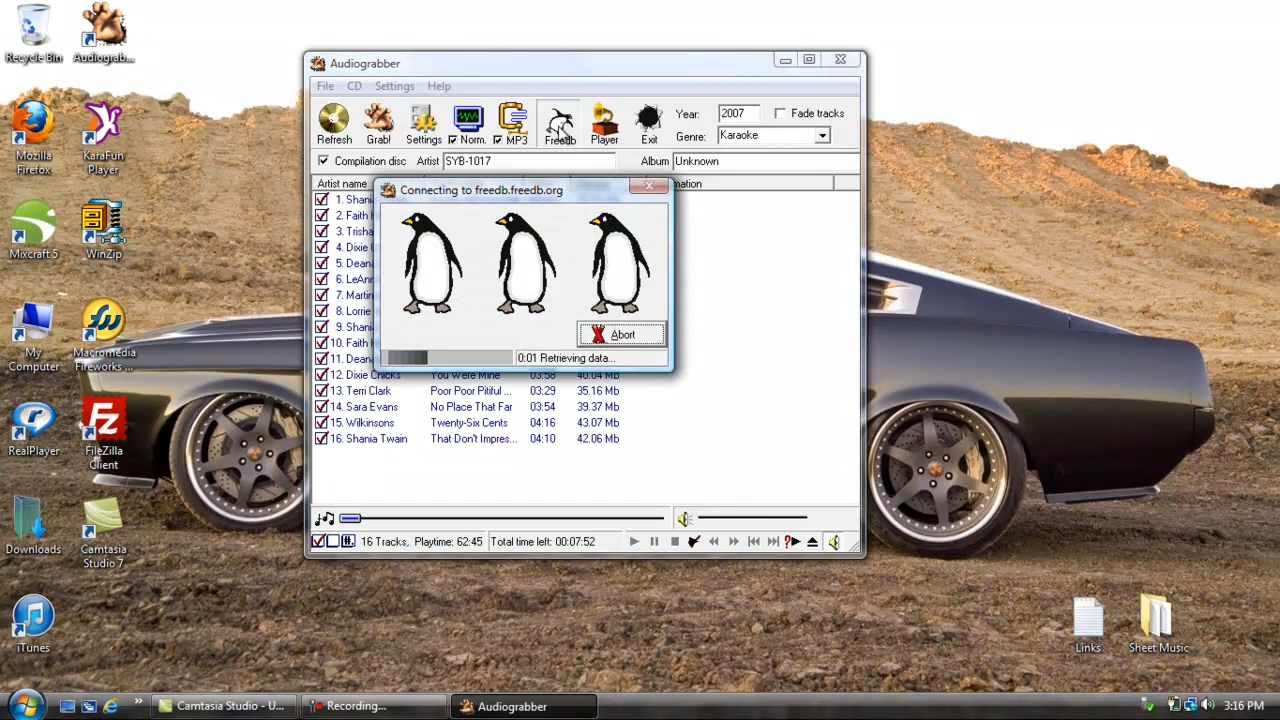 Recycle Bin
Audiograb...
Mozilla Firefox
KaraFun Player
Mixcraft 5
WinZip
My Computer
Macromedia Fireworks ...
RealPlayer
FileZilla Client
Downloads
Camtasia Studio 7
iTunes
Audiograbber
File CD Settings Help
Refresh Grab! Settings Norm. MP3 Freedb Player Exit
Year: 2007 Fade tracks
Genre: Karaoke
Compilation disc Artist SYB-1017 Album Unknown
Artist name mation
Connecting to freedb.freedb.org
1. Shani
2. Faith
3. Trisha
4. Dixie
5. Deana
6. LeAnn
7. Martin
8. Lorrie
9. Shani
10. Faith
11. Deana
Abort
0:01 Retrieving data...
12. Dixie Chicks You Were Mine 03:58 40.04 Mb
13. Terri Clark Poor Poor Pitiful ... 03:29 35.16 Mb
14. Sara Evans No Place That Far 03:54 39.37 Mb
15. Wilkinsons Twenty-Six Cents 04:16 43.07 Mb
16. Shania Twain That Don't Impres... 04:10 42.06 Mb
16 Tracks, Playtime: 62:45 Total time left: 00:07:52
Links
Sheet Music
Camtasia Studio - U...
Recording...
Audiograbber
3:16 PM